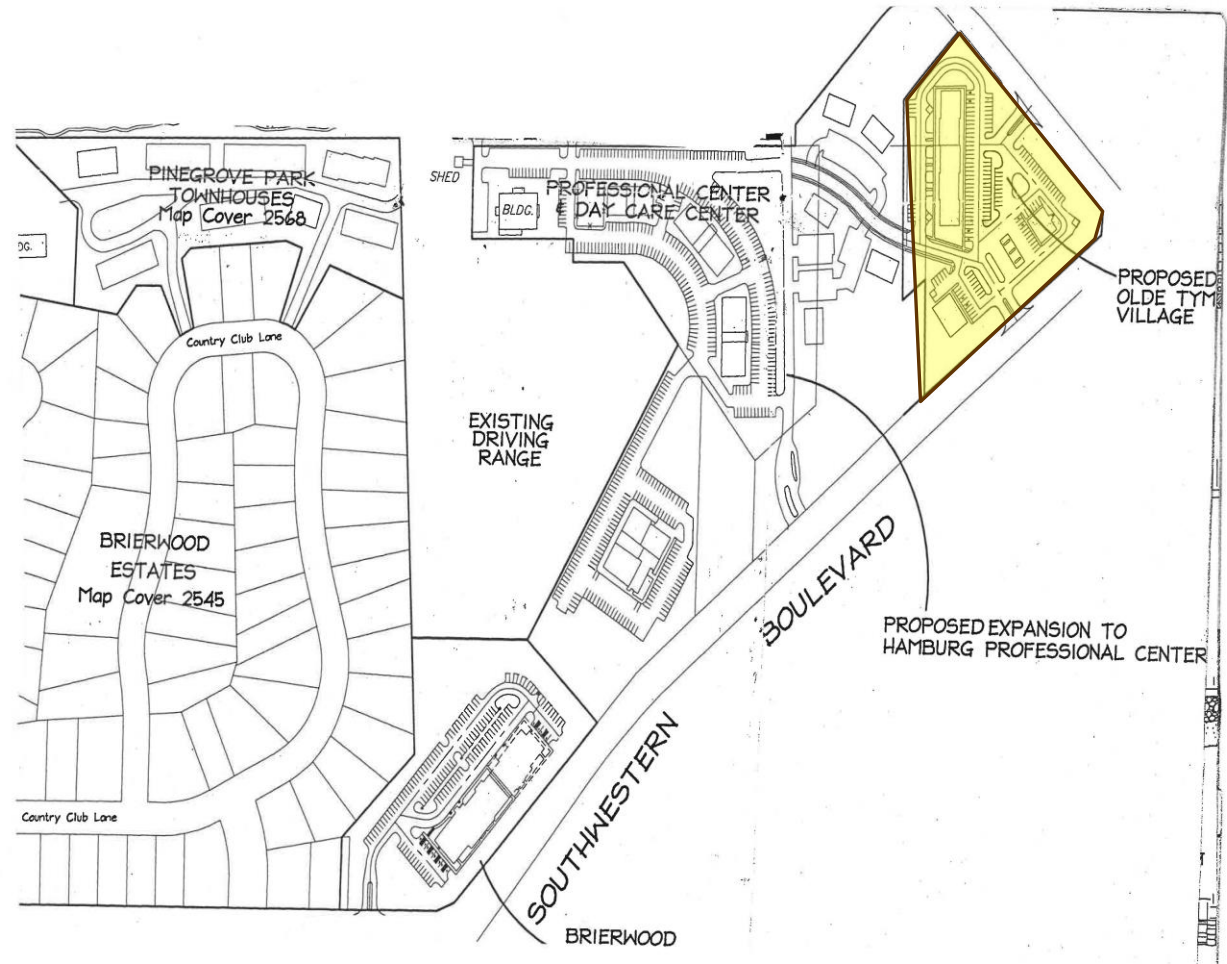 PINEGROVE PARK
TOWNHOUSES
Map Cover 2568
SHED
BLDG.
PROFESSIONAL CENTER
& DAY CARE CENTER
PROPOSED
OLDE TYM
VILLAGE
Country Club Lane
EXISTING
DRIVING
RANGE
BRIERWOOD
ESTATES
Map Cover 2545
BOULEVARD
PROPOSED EXPANSION TO
HAMBURG PROFESSIONAL CENTER
SOUTHWESTERN
Country Club Lane
BRIERWOOD